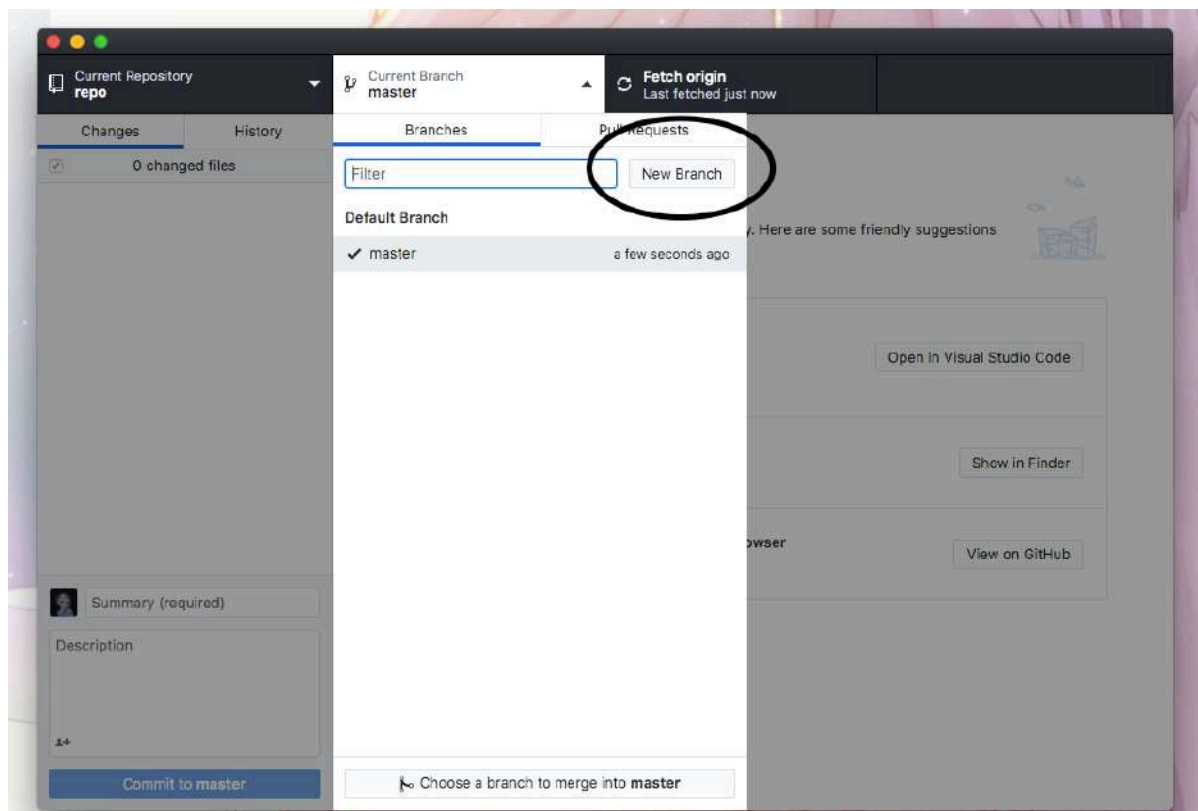 Current Repository
repo
Current Branch
master
Fetch origin
Last fetched just now
Changes
History
Branches
Pull Requests
0 changed files
Filter
New Branch
Default Branch
master
a few seconds ago
y. Here are some friendly suggestions
Open in Visual Studio Code
Show in Finder
owser
View on GitHub
Summary (required)
Description
Commit to master
Choose a branch to merge into master